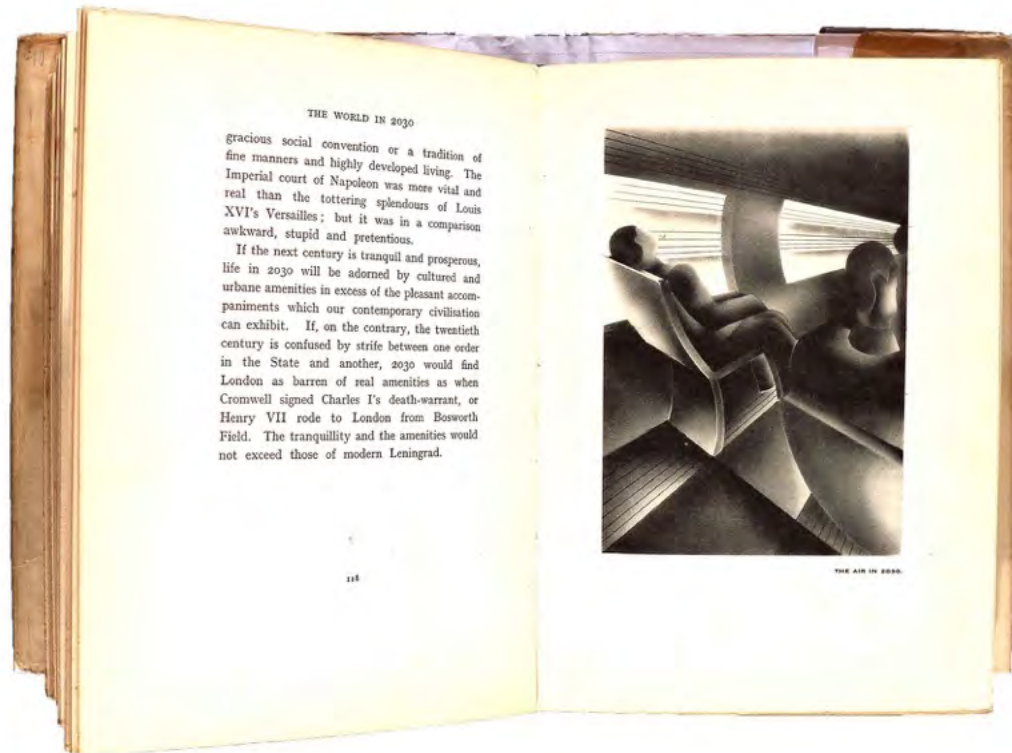 THE WORLD IN 2030
gracious social convention or a tradition of
fine manners and highly developed living. The
Imperial court of Napoleon was more vital and
real than the tottering splendours of Louis
XVI's Versailles; but it was in a comparison
awkward, stupid and pretentious.
If the next century is tranquil and prosperous,
life in 2030 will be adorned by cultured and
urbane amenities in excess of the pleasant accom-
paniments which our contemporary civilisation
can exhibit. If, on the contrary, the twentieth
century is confused by strife between one order
in the State and another, 2030 would find
London as barren of real amenities as when
Cromwell signed Charles I's death-warrant, or
Henry VII rode to London from Bosworth
Field. The tranquillity and the amenities would
not exceed those of modern Leningrad.
118
THE AIR IN 2030.